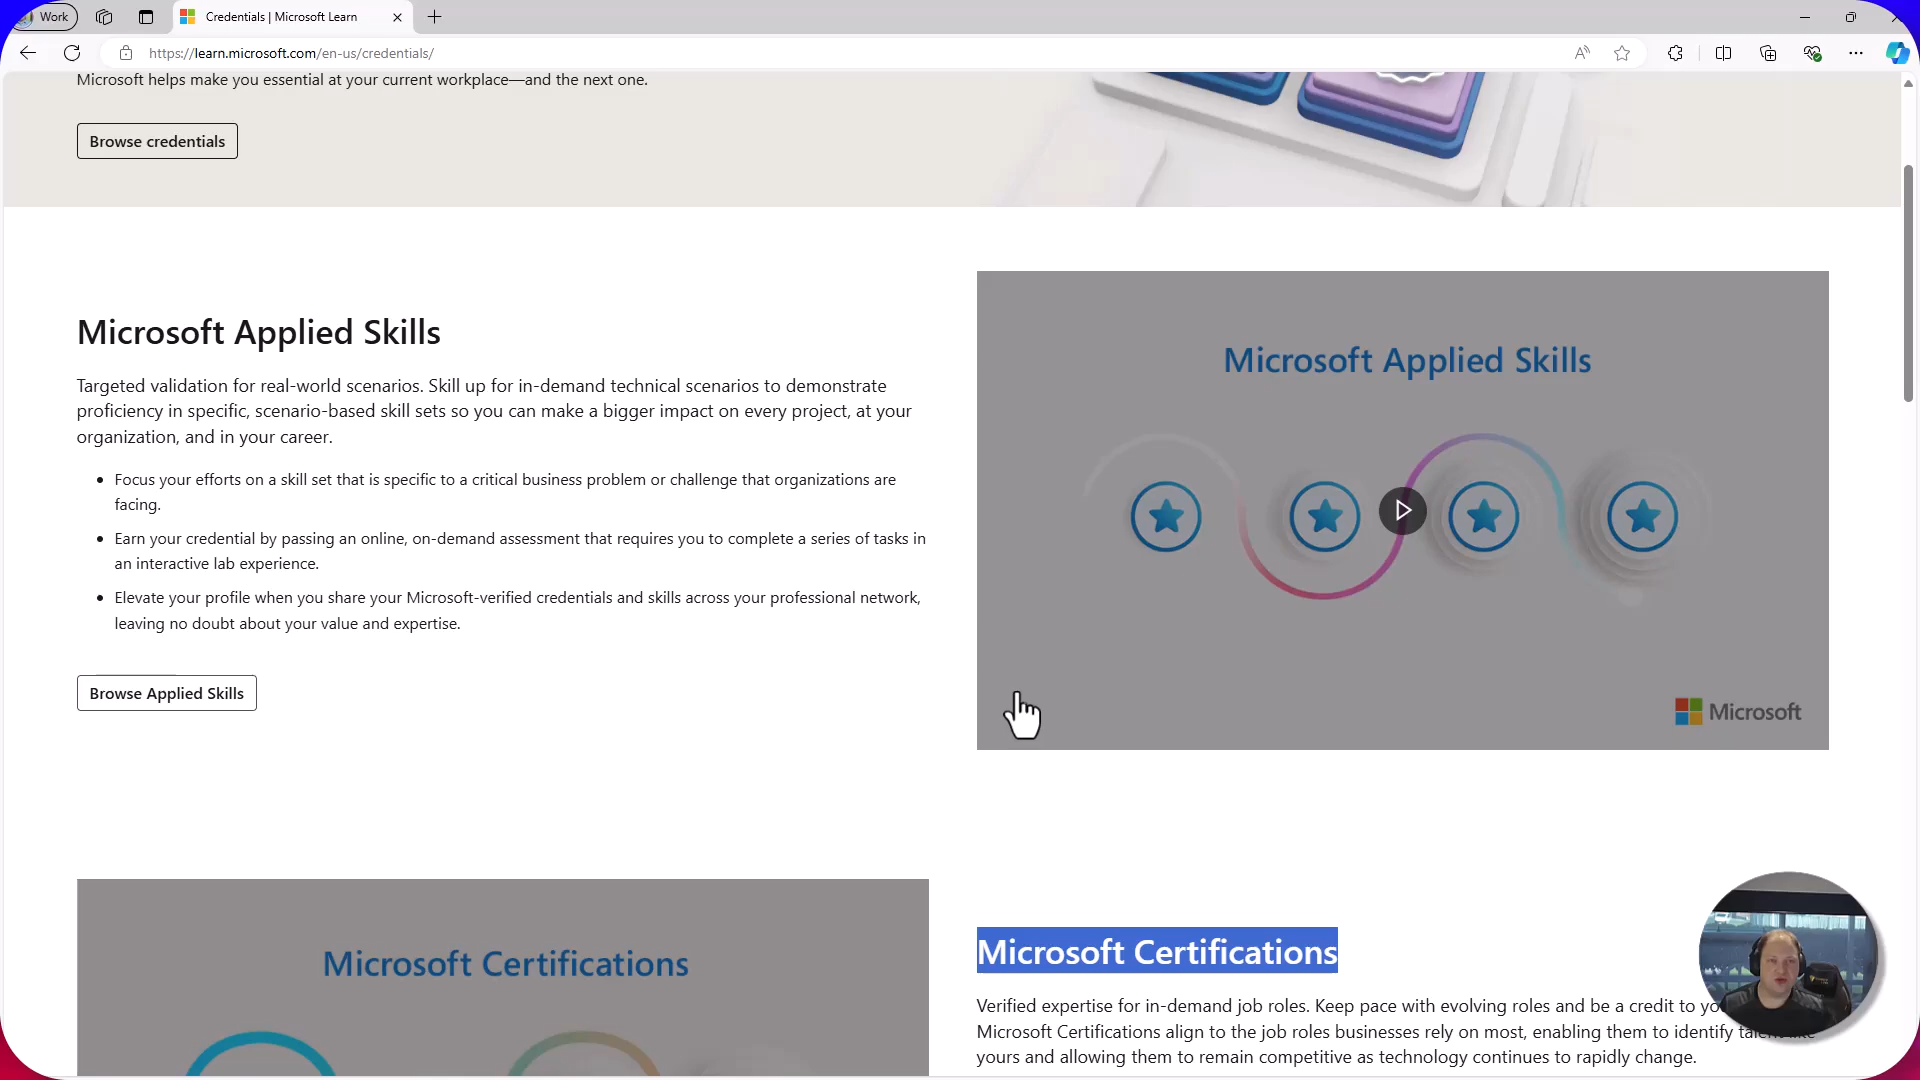 Work
Credentials | Microsoft Learn
https://learn.microsoft.com/en-us/credentials/
Microsoft helps make you essential at your current workplace—and the next one.
Browse credentials
Microsoft Applied Skills
Targeted validation for real-world scenarios. Skill up for in-demand technical scenarios to demonstrate
proficiency in specific, scenario-based skill sets so you can make a bigger impact on every project, at your
organization, and in your career.
• Focus your efforts on a skill set that is specific to a critical business problem or challenge that organizations are
facing.
• Earn your credential by passing an online, on-demand assessment that requires you to complete a series of tasks in
an interactive lab experience.
• Elevate your profile when you share your Microsoft-verified credentials and skills across your professional network,
leaving no doubt about your value and expertise.
Browse Applied Skills
Microsoft Applied Skills
Microsoft
Microsoft Certifications
Microsoft Certifications
Verified expertise for in-demand job roles. Keep pace with evolving roles and be a credit to
Microsoft Certifications align to the job roles businesses rely on most, enabling them to identify
yours and allowing them to remain competitive as technology continues to rapidly change.